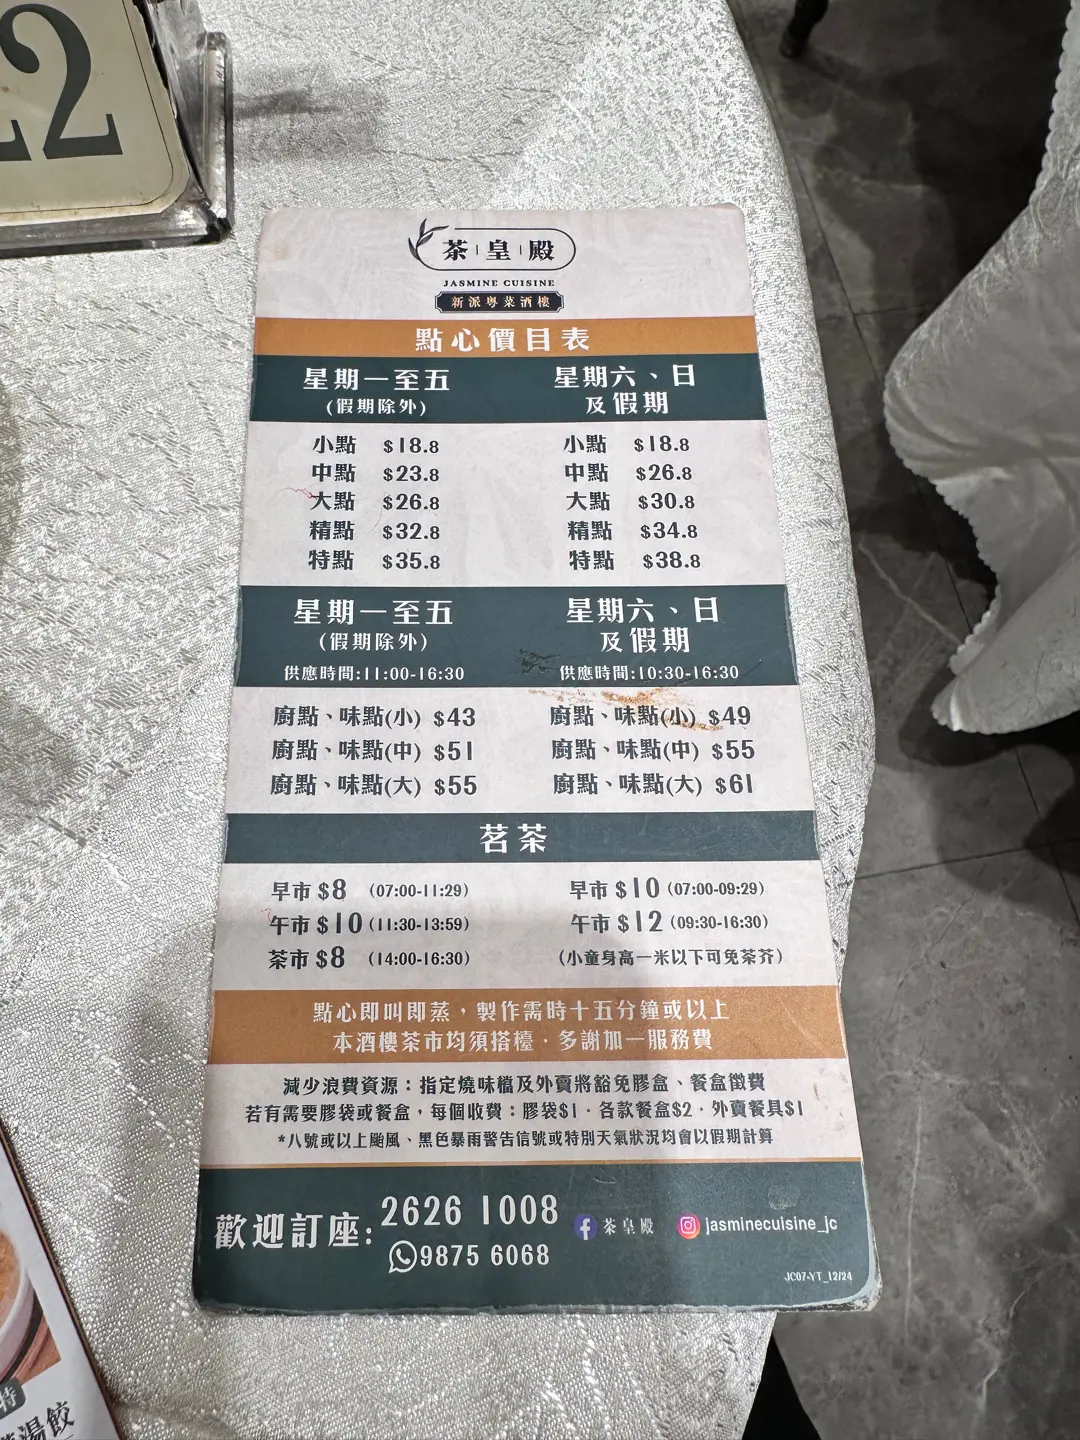 2
茶皇殿
JASMINE CUISINE
新派粵菜酒樓
點心價目表
星期一至五
(假期除外)
星期六、日
及假期
小點 $18.8
中點 $23.8
大點 $26.8
精點 $32.8
特點 $35.8
小點 $18.8
中點 $26.8
大點 $30.8
精點 $34.8
特點 $38.8
星期一至五
(假期除外)
供應時間:11:00-16:30
星期六、日
及假期
供應時間:10:30-16:30
廚點、味點(小) $43
廚點、味點(中) $51
廚點、味點(大) $55
廚點、味點(小) $49
廚點、味點(中) $55
廚點、味點(大) $61
茗茶
早市 $8 (07:00-11:29)
午市 $10 (11:30-13:59)
茶市 $8 (14:00-16:30)
早市 $10 (07:00-09:29)
午市 $12 (09:30-16:30)
(小童身高一米以下可免茶芥)
點心即叫即蒸，製作需時十五分鐘或以上
本酒樓茶市均須搭檯．多謝加一服務費
減少浪費資源：指定燒味檔及外賣將豁免膠盒、餐盒徵費
若有需要膠袋或餐盒，每個收費：膠袋$1．各款餐盒$2．外賣餐具$1
*八號或以上颱風、黑色暴雨警告信號或特別天氣狀況均會以假期計算
歡迎訂座: 2626 1008
9875 6068
茶皇殿
jasminecuisine_jc
JC07-YT_12/24
特
湯餃